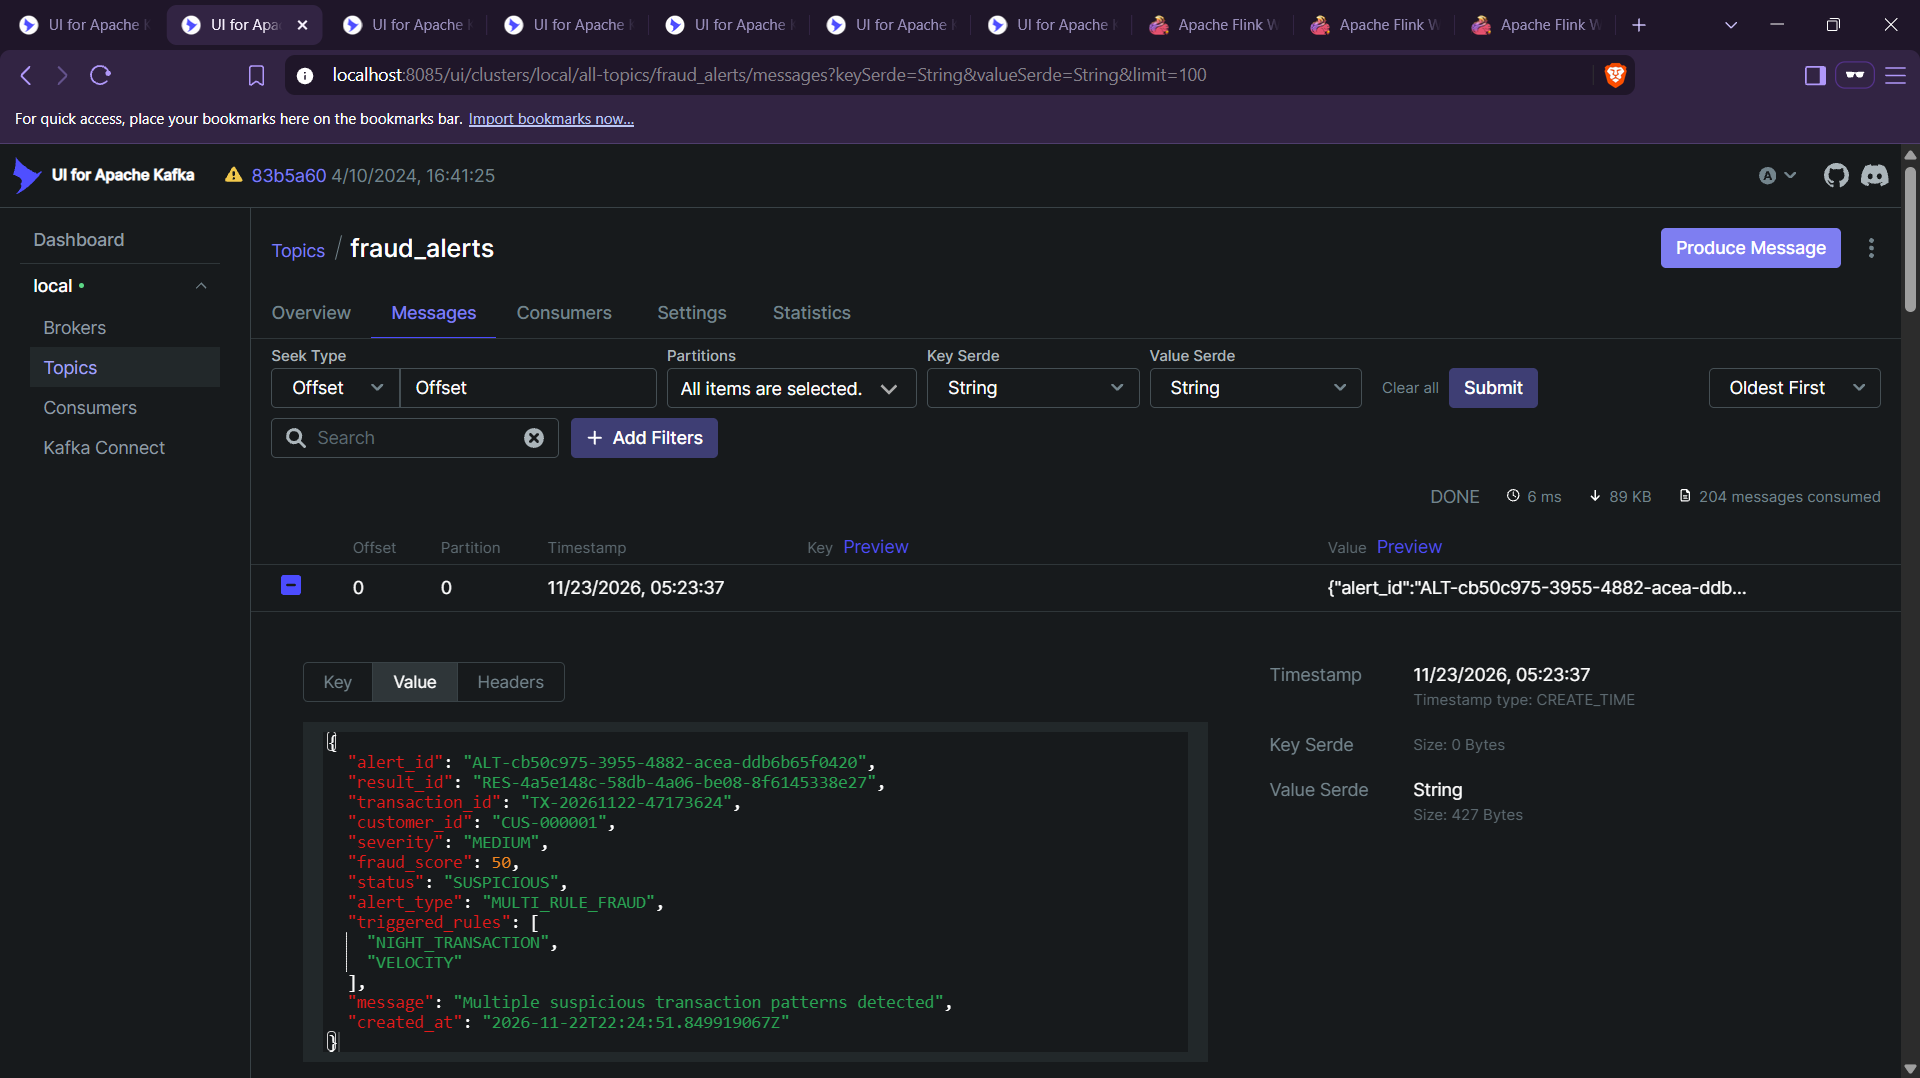 UI for Apache
UI for Apa
UI for Apache
UI for Apache
UI for Apache
UI for Apache
UI for Apache
Apache Flink W
Apache Flink W
Apache Flink W
localhost:8085/ui/clusters/local/all-topics/fraud_alerts/messages?keySerde=String&valueSerde=String&limit=100
For quick access, place your bookmarks here on the bookmarks bar. Import bookmarks now...
UI for Apache Kafka
83b5a60 4/10/2024, 16:41:25
A
Dashboard
local
Brokers
Topics
Consumers
Kafka Connect
Topics / fraud_alerts
Produce Message
Overview
Messages
Consumers
Settings
Statistics
Seek Type
Partitions
Key Serde
Value Serde
Offset
Offset
All items are selected.
String
String
Clear all
Submit
Oldest First
Search
+ Add Filters
DONE
6 ms
89 KB
204 messages consumed
Offset
Partition
Timestamp
Key Preview
Value Preview
0
0
11/23/2026, 05:23:37
{"alert_id":"ALT-cb50c975-3955-4882-acea-ddb...
Key
Value
Headers
{
"alert_id": "ALT-cb50c975-3955-4882-acea-ddb6b65f0420",
"result_id": "RES-4a5e148c-58db-4a06-be08-8f6145338e27",
"transaction_id": "TX-20261122-47173624",
"customer_id": "CUS-000001",
"severity": "MEDIUM",
"fraud_score": 50,
"status": "SUSPICIOUS",
"alert_type": "MULTI_RULE_FRAUD",
"triggered_rules": [
"NIGHT_TRANSACTION",
"VELOCITY"
],
"message": "Multiple suspicious transaction patterns detected",
"created_at": "2026-11-22T22:24:51.849919067Z"
}
Timestamp
11/23/2026, 05:23:37
Timestamp type: CREATE_TIME
Key Serde
Size: 0 Bytes
Value Serde
String
Size: 427 Bytes